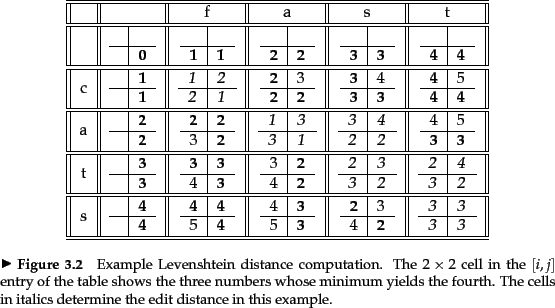 f a s t
0 1 1 2 2 3 3 4 4
c 1 1 2 2 3 3 4 4 5
1 2 1 2 2 3 3 4 4
a 2 2 2 1 3 3 4 4 5
2 3 2 3 1 2 2 3 3
t 3 3 3 3 2 2 3 2 4
3 4 3 4 2 3 2 3 2
s 4 4 4 4 3 2 3 3 3
4 5 4 5 3 4 2 3 3
► Figure 3.2 Example Levenshtein distance computation. The 2 × 2 cell in the [i, j]
entry of the table shows the three numbers whose minimum yields the fourth. The cells
in italics determine the edit distance in this example.